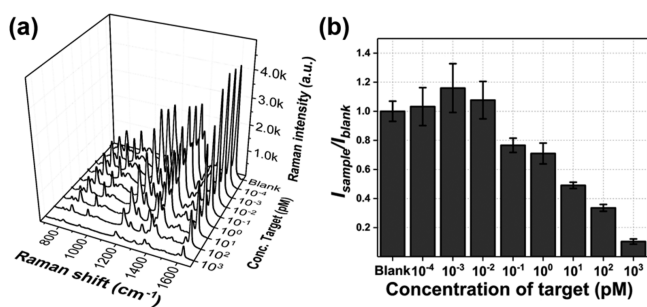 (a)
4.0k
3.0k
2.0k
1.0k
Raman Intensity (a.u.)
Blank
10⁻⁴
10⁻³
10⁻²
10⁻¹
10⁰
10¹
10²
10³
Conc. Target(pM)
800
1000
1200
1400
1600
Raman shift (cm⁻¹)
(b)
1.4
1.2
1.0
0.8
0.6
0.4
0.2
I_sample/I_blank
Blank 10⁻⁴ 10⁻³ 10⁻² 10⁻¹ 10⁰ 10¹ 10² 10³
Concentration of target (pM)